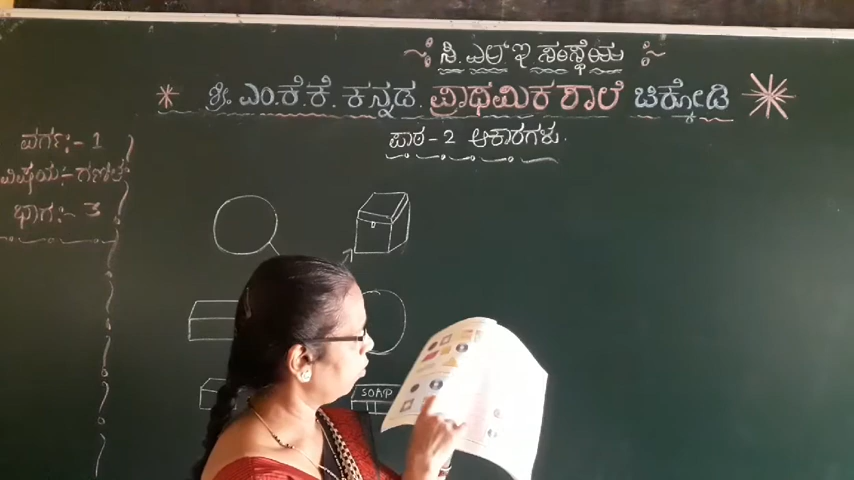 ಸಿ.ಎಲ್ ಇ ಸಂಸ್ಥೆಯ
ಶ್ರೀ ಎಂ.ಕೆ.ಕೆ. ಕನ್ನಡ ಪ್ರಾಥಮಿಕ ಶಾಲೆ ಚಿಕ್ಕೋಡಿ
ಪಾಠ-2 ಆಕಾರಗಳು.
ವರ್ಗ:- 1
ವಿಷಯ:-ಗಣಿತ
ಭಾಗ:- 3
SOAP